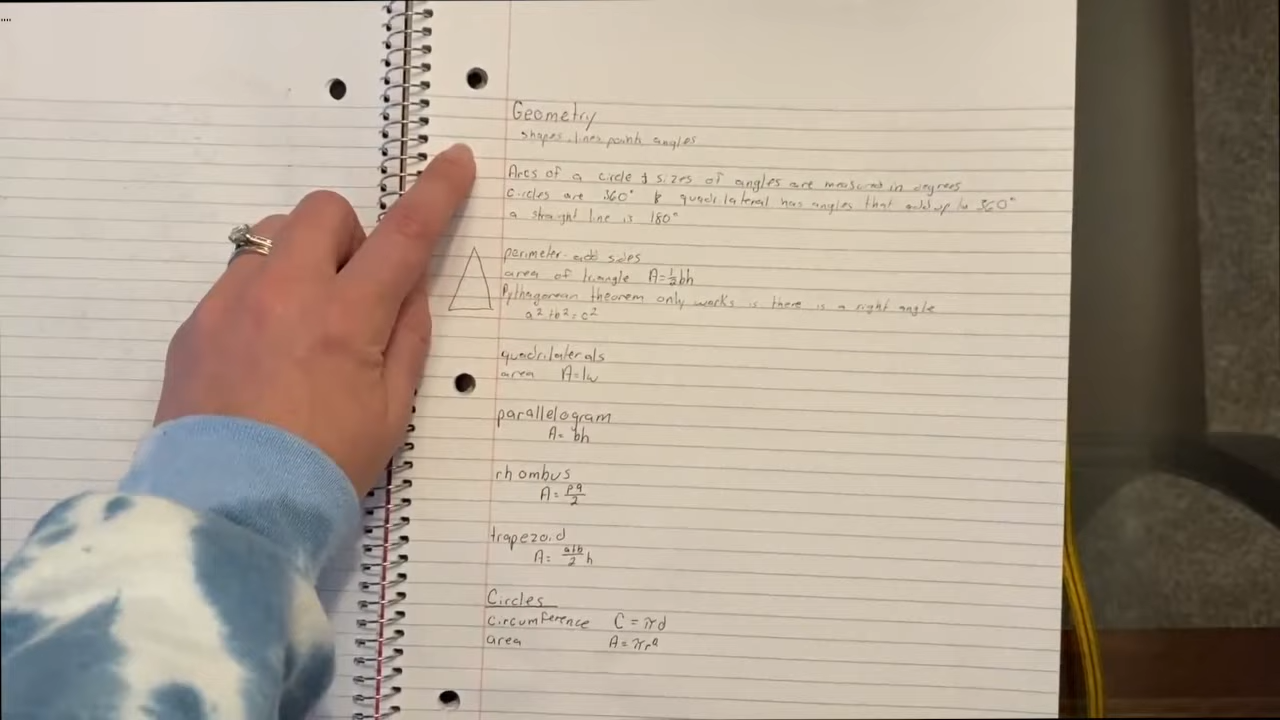 Geometry
shapes, lines, points angles
Arcs of a circle & sizes of angles are measured in degrees
Circles are 360° & quadrilateral has angles that add up to 360°
a straight line is 180°
perimeter-add sides
area of triangle A=½bh
Pythagorean theorem only works is there is a right angle
a²+b²=c²
quadrilaterals
area A=lw
parallelogram
A= bh
rhombus
A= pq/2
trapezoid
A= a+b/2 h
Circles
circumference C=πd
area A=πr²